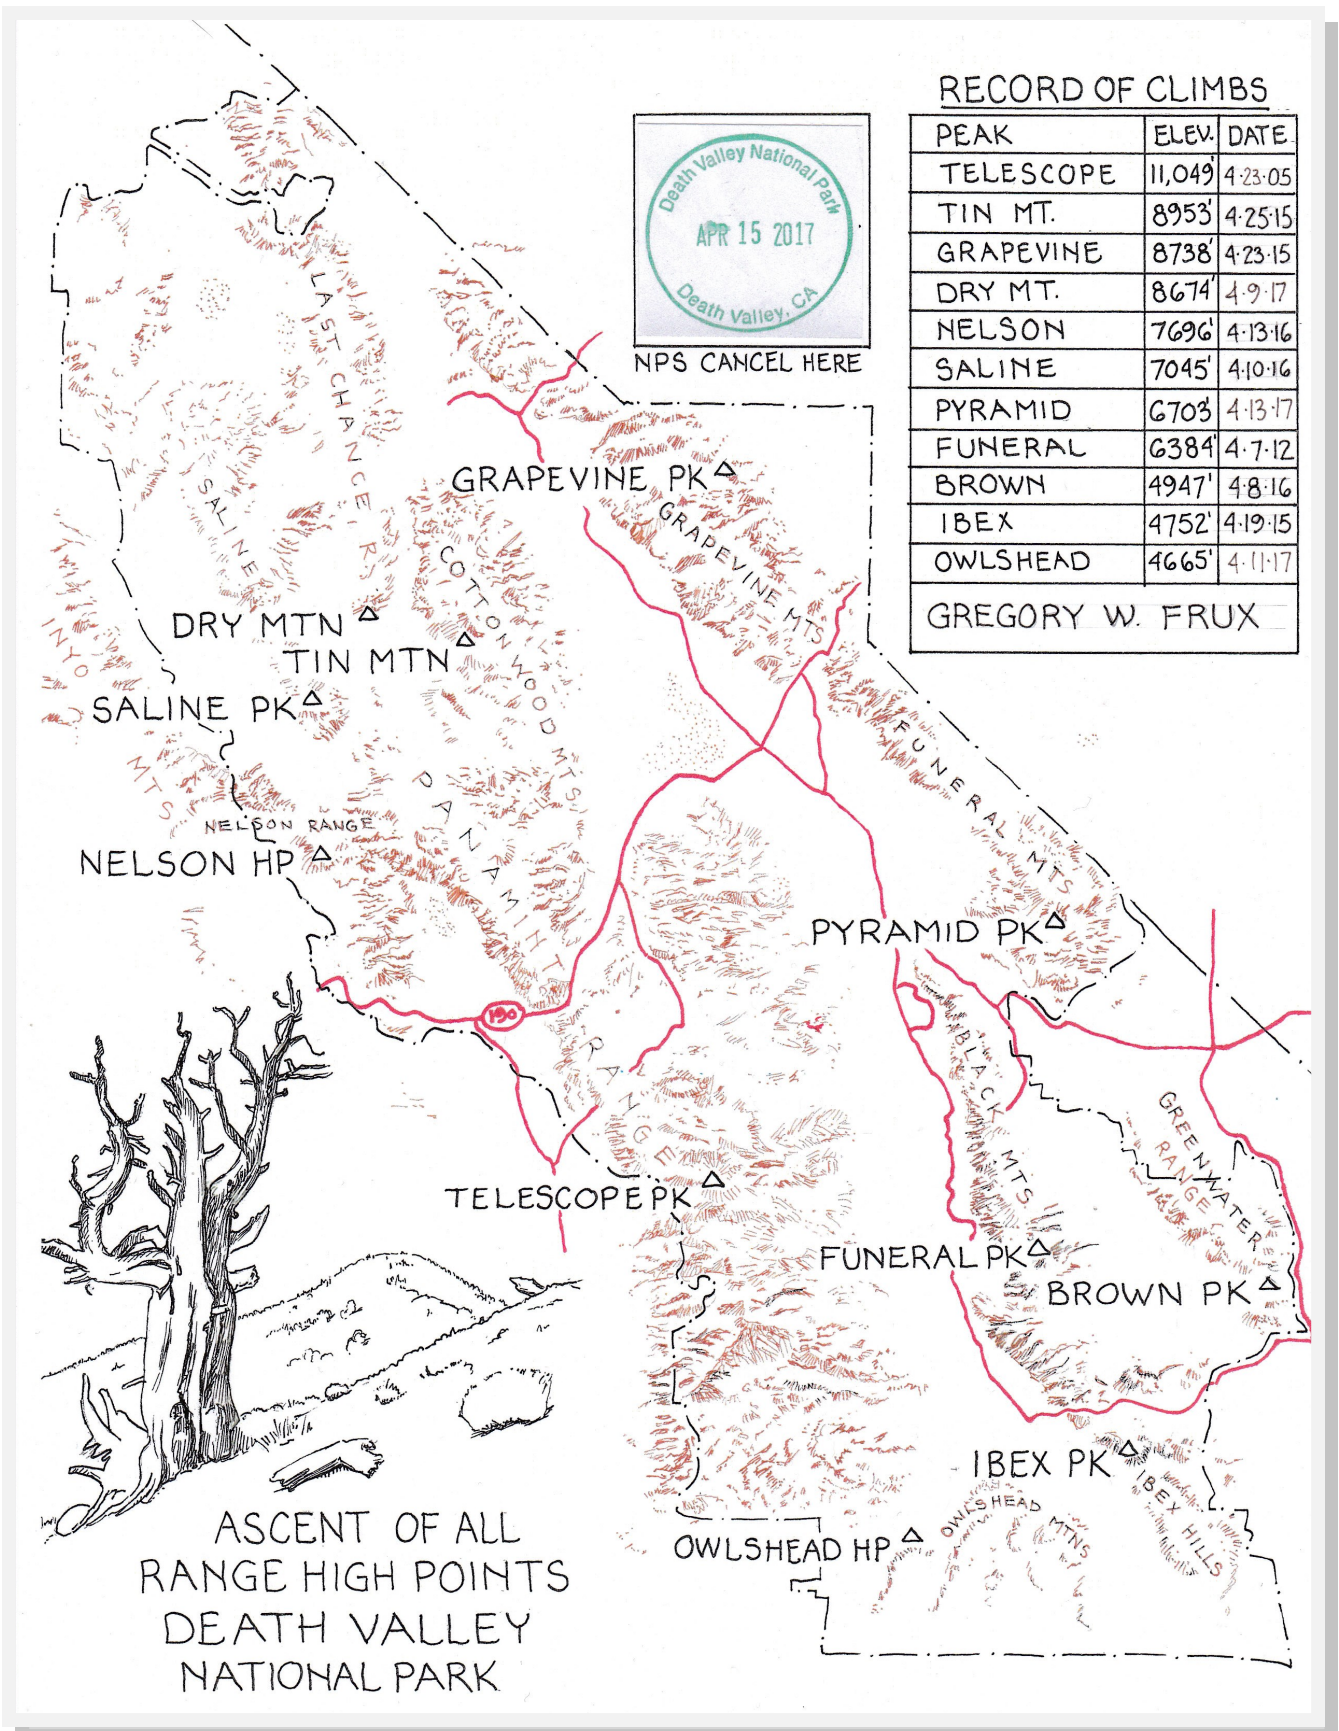 RECORD OF CLIMBS
PEAK ELEV. DATE
TELESCOPE 11,049' 4·23·05
TIN MT. 8953' 4·25·15
GRAPEVINE 8738' 4·23·15
DRY MT. 8674' 4·9·17
NELSON 7696' 4·13·16
SALINE 7045' 4·10·16
PYRAMID 6703' 4·13·17
FUNERAL 6384' 4·7·12
BROWN 4947' 4·8·16
IBEX 4752' 4·19·15
OWLSHEAD 4665' 4·11·17
GREGORY W. FRUX
Death Valley National Park
APR 15 2017
Death Valley, CA
NPS CANCEL HERE
LAST CHANCE R
SALINE
GRAPEVINE PK
GRAPEVINE MTS
COTTONWOOD MTS
INYO MTS
DRY MTN
TIN MTN
SALINE PK
FUNERAL MTS
NELSON RANGE
NELSON HP
PANAMINT RANGE
PYRAMID PK
190
BLACK MTS
GREENWATER
RANGE
TELESCOPE PK
FUNERAL PK
BROWN PK
IBEX PK
IBEX HILLS
OWLSHEAD MTNS
OWLSHEAD HP
ASCENT OF ALL
RANGE HIGH POINTS
DEATH VALLEY
NATIONAL PARK